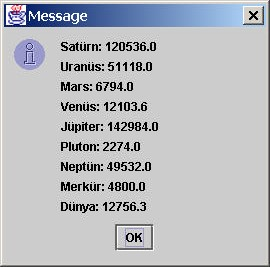 Message
Satürn: 120536.0
Uranüs: 51118.0
Mars: 6794.0
Venüs: 12103.6
Jüpiter: 142984.0
Pluton: 2274.0
Neptün: 49532.0
Merkür: 4800.0
Dünya: 12756.3
OK